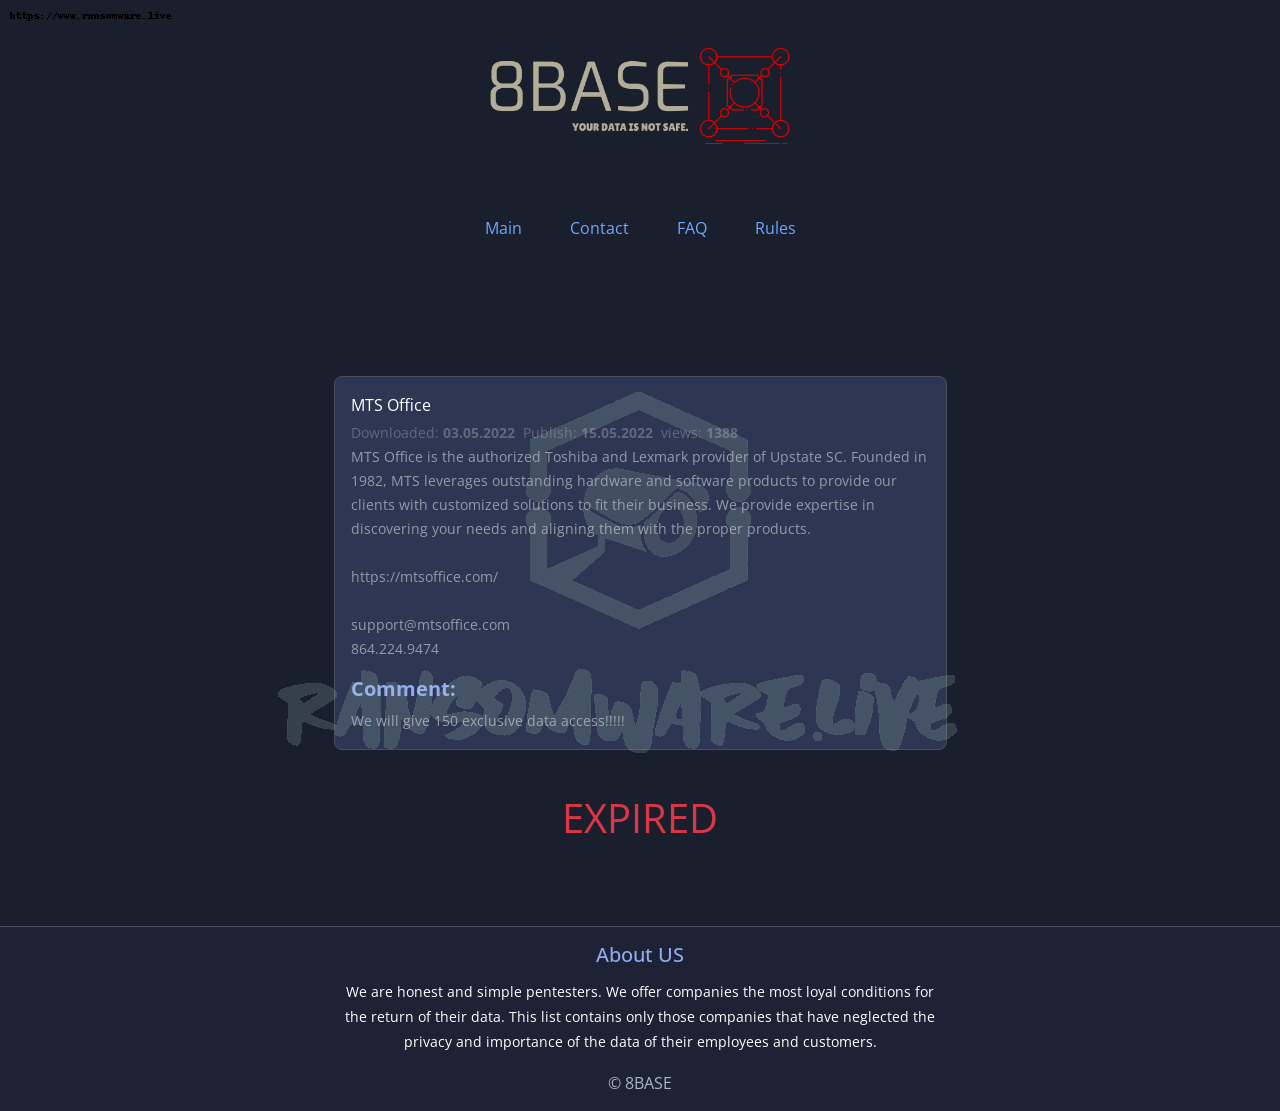 https://www.ransomware.live
8BASE
YOUR DATA IS NOT SAFE.
Main Contact FAQ Rules
MTS Office
Downloaded: 03.05.2022 Publish: 15.05.2022 views: 1388
MTS Office is the authorized Toshiba and Lexmark provider of Upstate SC. Founded in
1982, MTS leverages outstanding hardware and software products to provide our
clients with customized solutions to fit their business. We provide expertise in
discovering your needs and aligning them with the proper products.
https://mtsoffice.com/
support@mtsoffice.com
864.224.9474
Comment:
RANSOMWARE.LIVE
We will give 150 exclusive data access!!!!!
EXPIRED
About US
We are honest and simple pentesters. We offer companies the most loyal conditions for
the return of their data. This list contains only those companies that have neglected the
privacy and importance of the data of their employees and customers.
© 8BASE